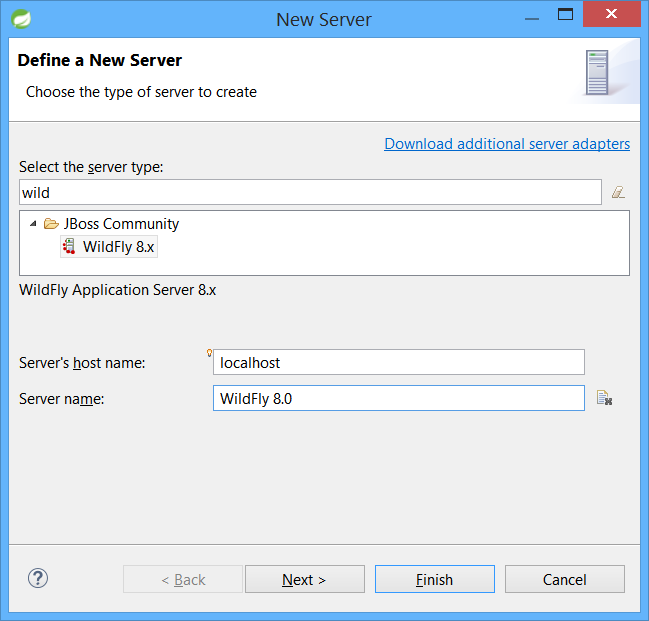 New Server
Define a New Server
Choose the type of server to create
Download additional server adapters
Select the server type:
wild
JBoss Community
WildFly 8.x
WildFly Application Server 8.x
Server's host name: localhost
Server name: WildFly 8.0
? < Back Next > Finish Cancel